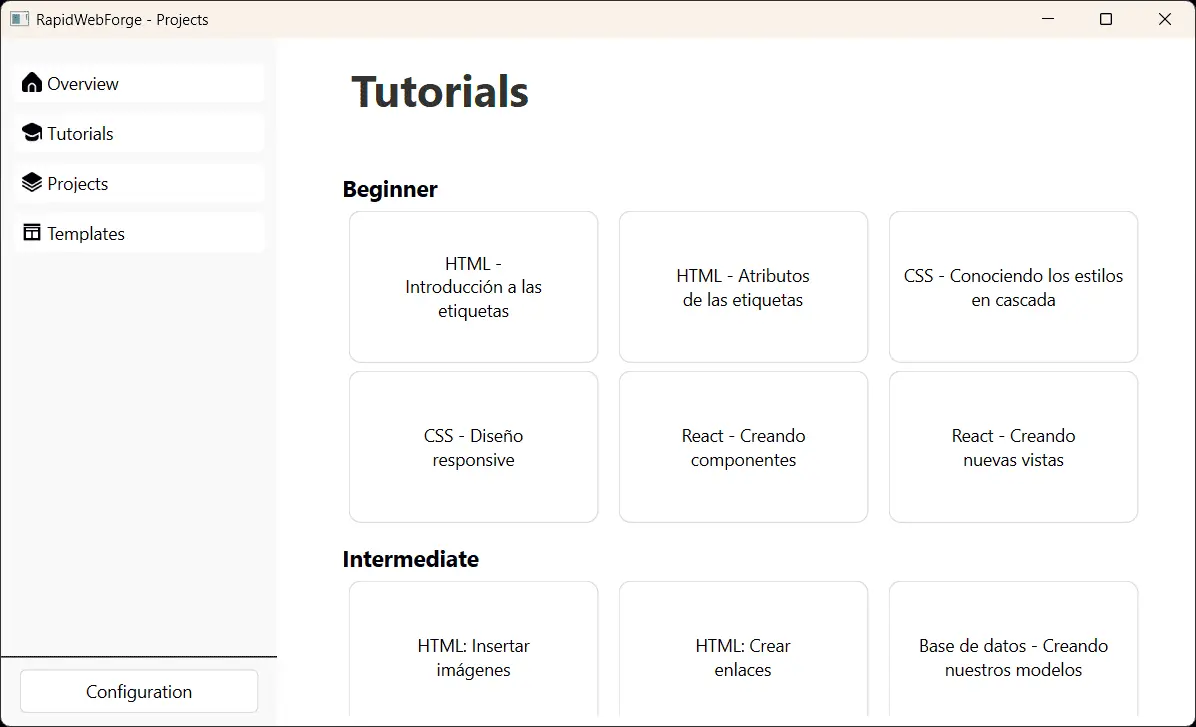 RapidWebForge - Projects
Overview
Tutorials
Projects
Templates
Configuration
Tutorials
Beginner
HTML -
Introducción a las
etiquetas
HTML - Atributos
de las etiquetas
CSS - Conociendo los estilos
en cascada
CSS - Diseño
responsive
React - Creando
componentes
React - Creando
nuevas vistas
Intermediate
HTML: Insertar
imágenes
HTML: Crear
enlaces
Base de datos - Creando
nuestros modelos